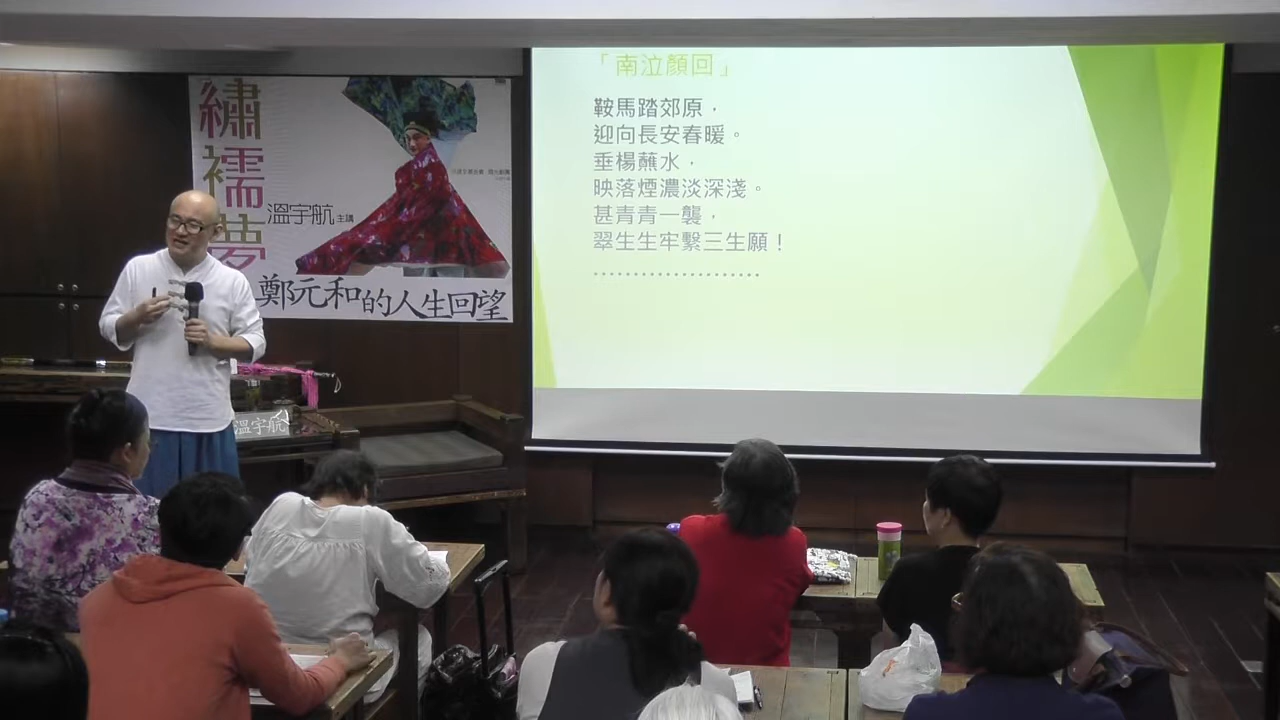 繡襦夢
溫宇航 主講
鄭元和的人生回望
溫宇航
「南泣顏回」
鞍馬踏郊原，
迎向長安春暖。
垂楊蘸水，
映落煙濃淡深淺。
甚青青一襲，
翠生生牢繫三生願！
.....................